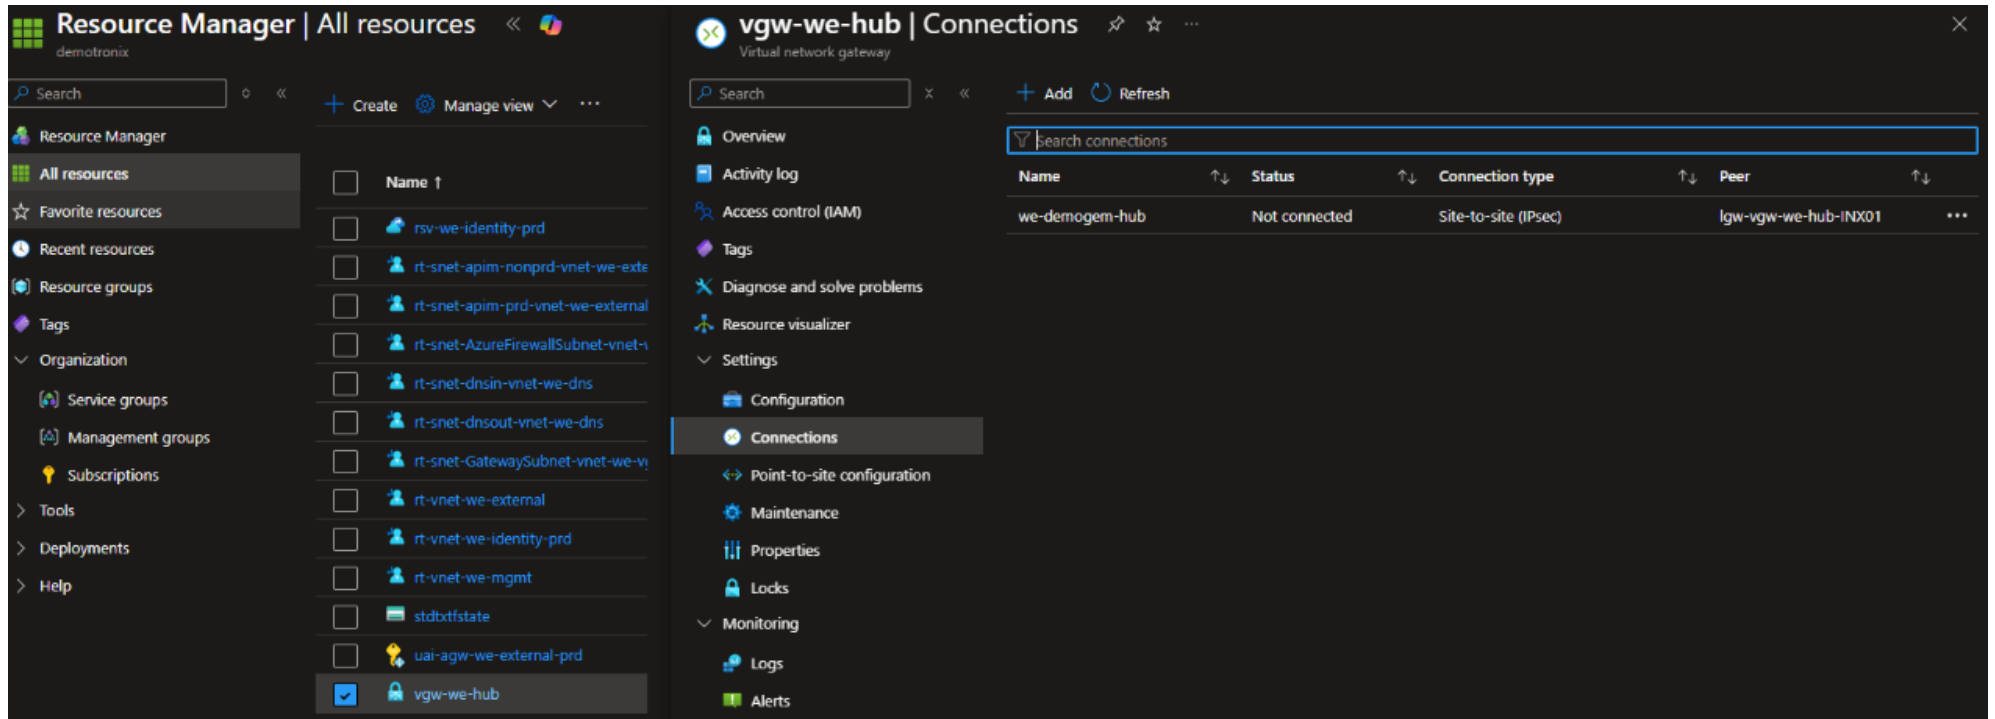 Resource Manager | All resources
demotronix
Search
Resource Manager
All resources
Favorite resources
Recent resources
Resource groups
Tags
Organization
Service groups
Management groups
Subscriptions
Tools
Deployments
Help
Create Manage view
Name ↑
rsv-we-identity-prd
rt-snet-apim-nonprd-vnet-we-exte
rt-snet-apim-prd-vnet-we-external
rt-snet-AzureFirewallSubnet-vnet-v
rt-snet-dnsin-vnet-we-dns
rt-snet-dnsout-vnet-we-dns
rt-snet-GatewaySubnet-vnet-we-vg
rt-vnet-we-external
rt-vnet-we-identity-prd
rt-vnet-we-mgmt
stdtxtfstate
uai-agw-we-external-prd
vgw-we-hub
vgw-we-hub | Connections
Virtual network gateway
Search
Overview
Activity log
Access control (IAM)
Tags
Diagnose and solve problems
Resource visualizer
Settings
Configuration
Connections
Point-to-site configuration
Maintenance
Properties
Locks
Monitoring
Logs
Alerts
Add Refresh
Search connections
Name Status Connection type Peer
we-demogem-hub Not connected Site-to-site (IPsec) lgw-vgw-we-hub-INX01